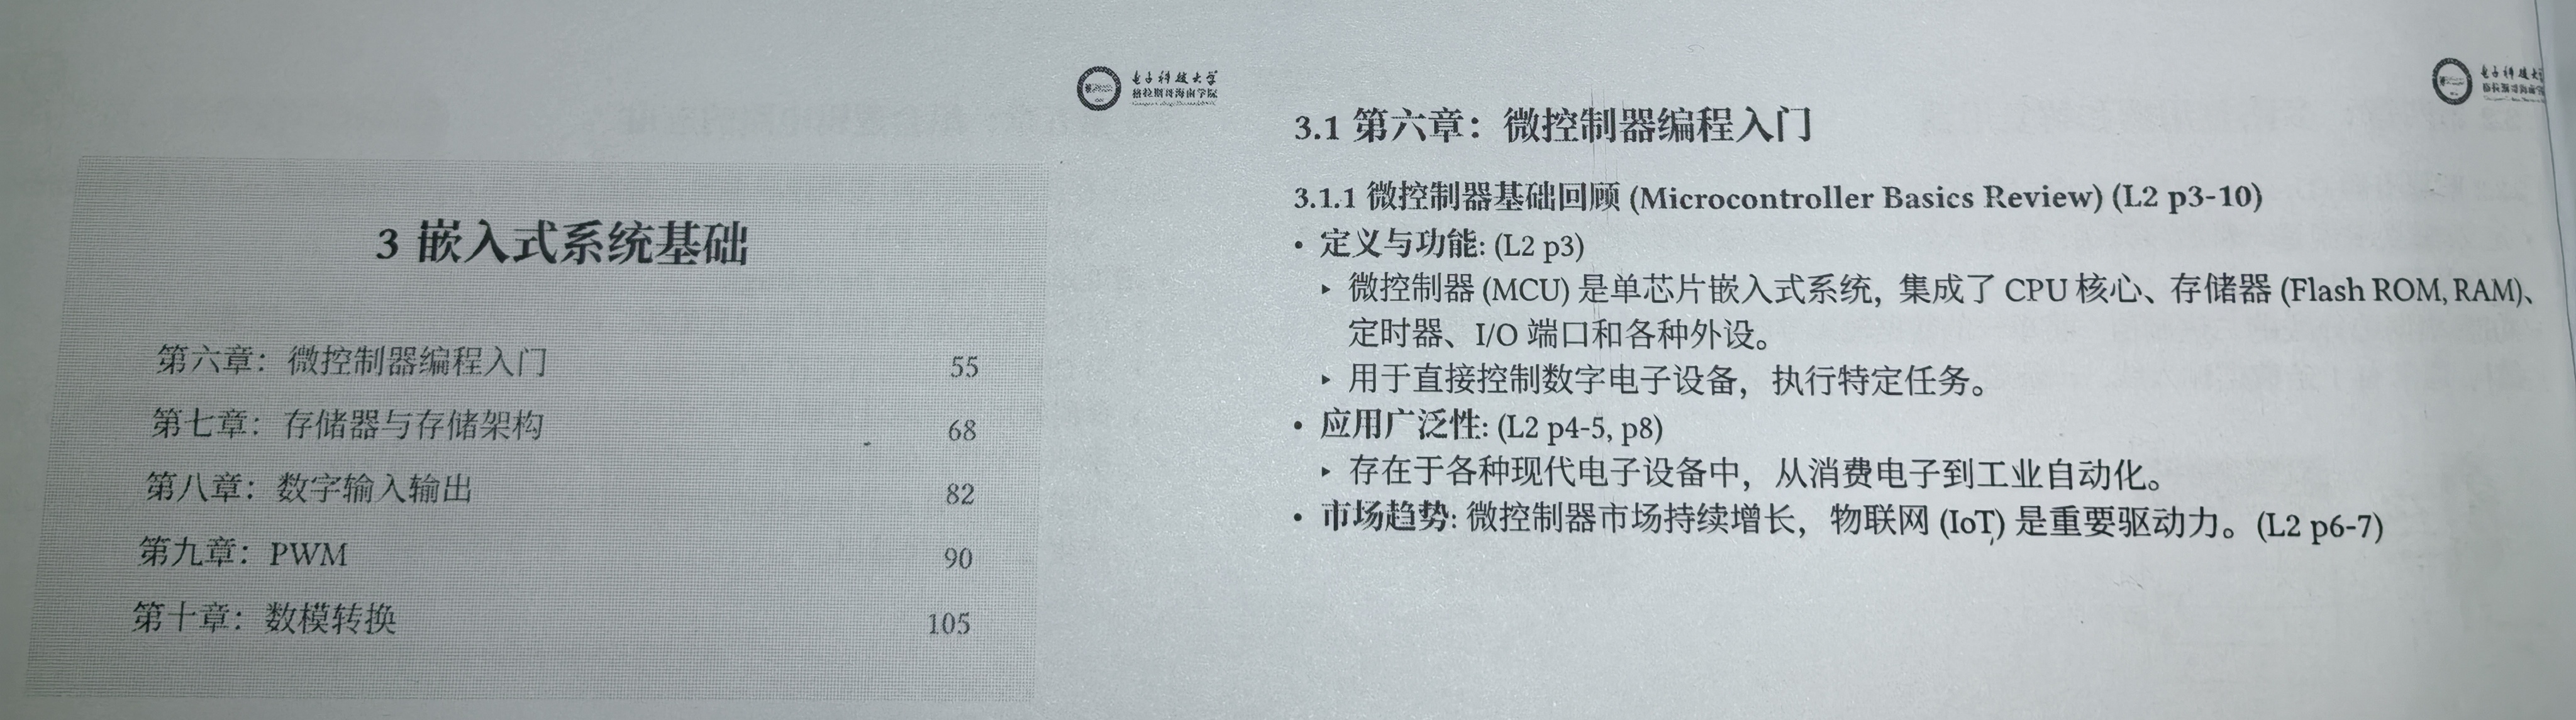 电子科技大学
格拉斯哥海南学院
3 嵌入式系统基础
第六章：微控制器编程入门 55
第七章：存储器与存储架构 68
第八章：数字输入输出 82
第九章：PWM 90
第十章：数模转换 105
电子科技大
格拉斯哥海南学
3.1 第六章：微控制器编程入门
3.1.1 微控制器基础回顾 (Microcontroller Basics Review) (L2 p3-10)
• 定义与功能: (L2 p3)
‣ 微控制器 (MCU) 是单芯片嵌入式系统，集成了 CPU 核心、存储器 (Flash ROM, RAM)、
定时器、I/O 端口和各种外设。
‣ 用于直接控制数字电子设备，执行特定任务。
• 应用广泛性: (L2 p4-5, p8)
‣ 存在于各种现代电子设备中，从消费电子到工业自动化。
• 市场趋势: 微控制器市场持续增长，物联网 (IoT) 是重要驱动力。(L2 p6-7)